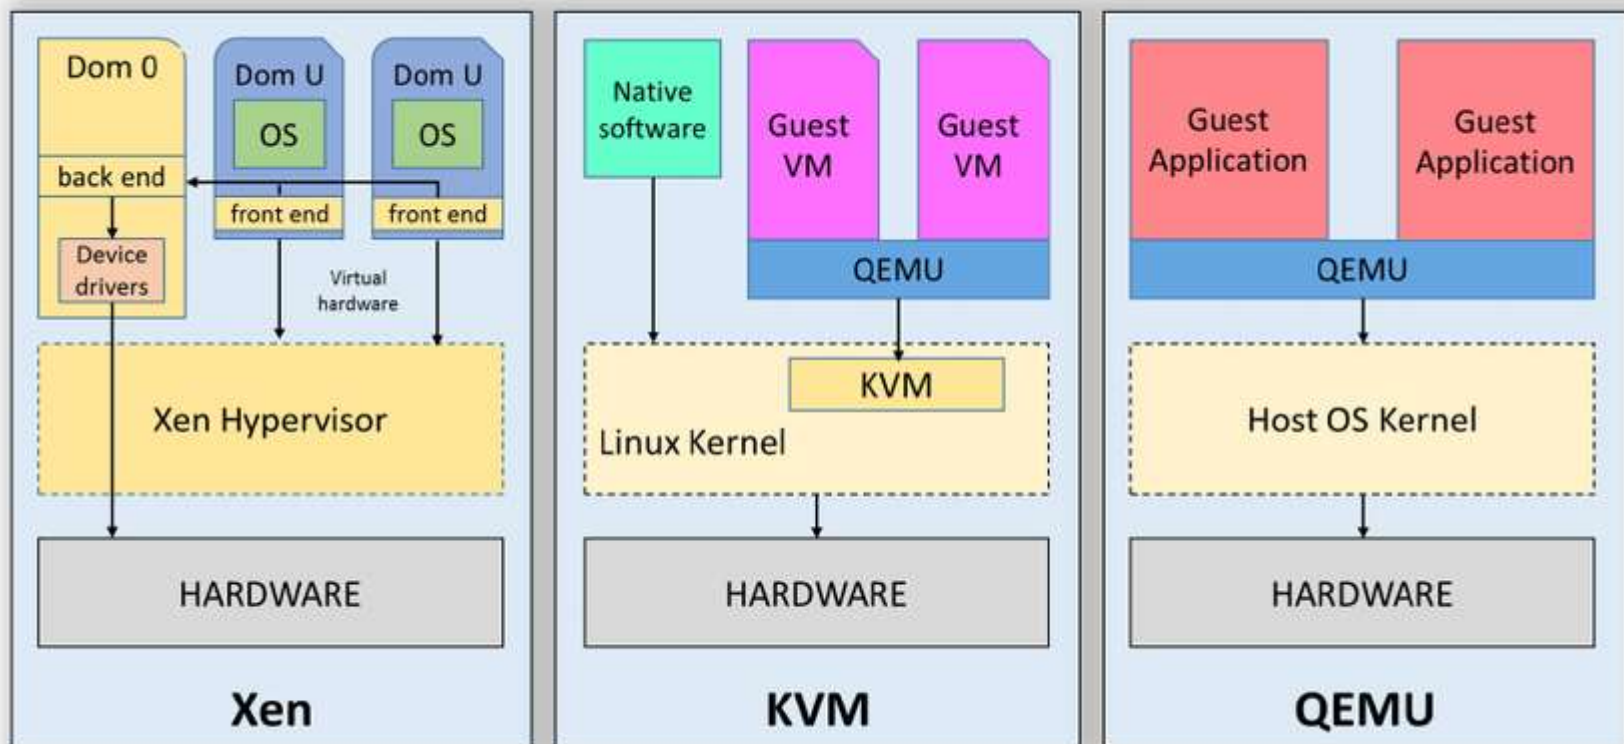 Dom 0
back end
Device
drivers
Dom U
OS
front end
Dom U
OS
front end
Virtual
hardware
Xen Hypervisor
HARDWARE
Xen
Native
software
Guest
VM
Guest
VM
QEMU
KVM
Linux Kernel
HARDWARE
KVM
Guest
Application
Guest
Application
QEMU
Host OS Kernel
HARDWARE
QEMU